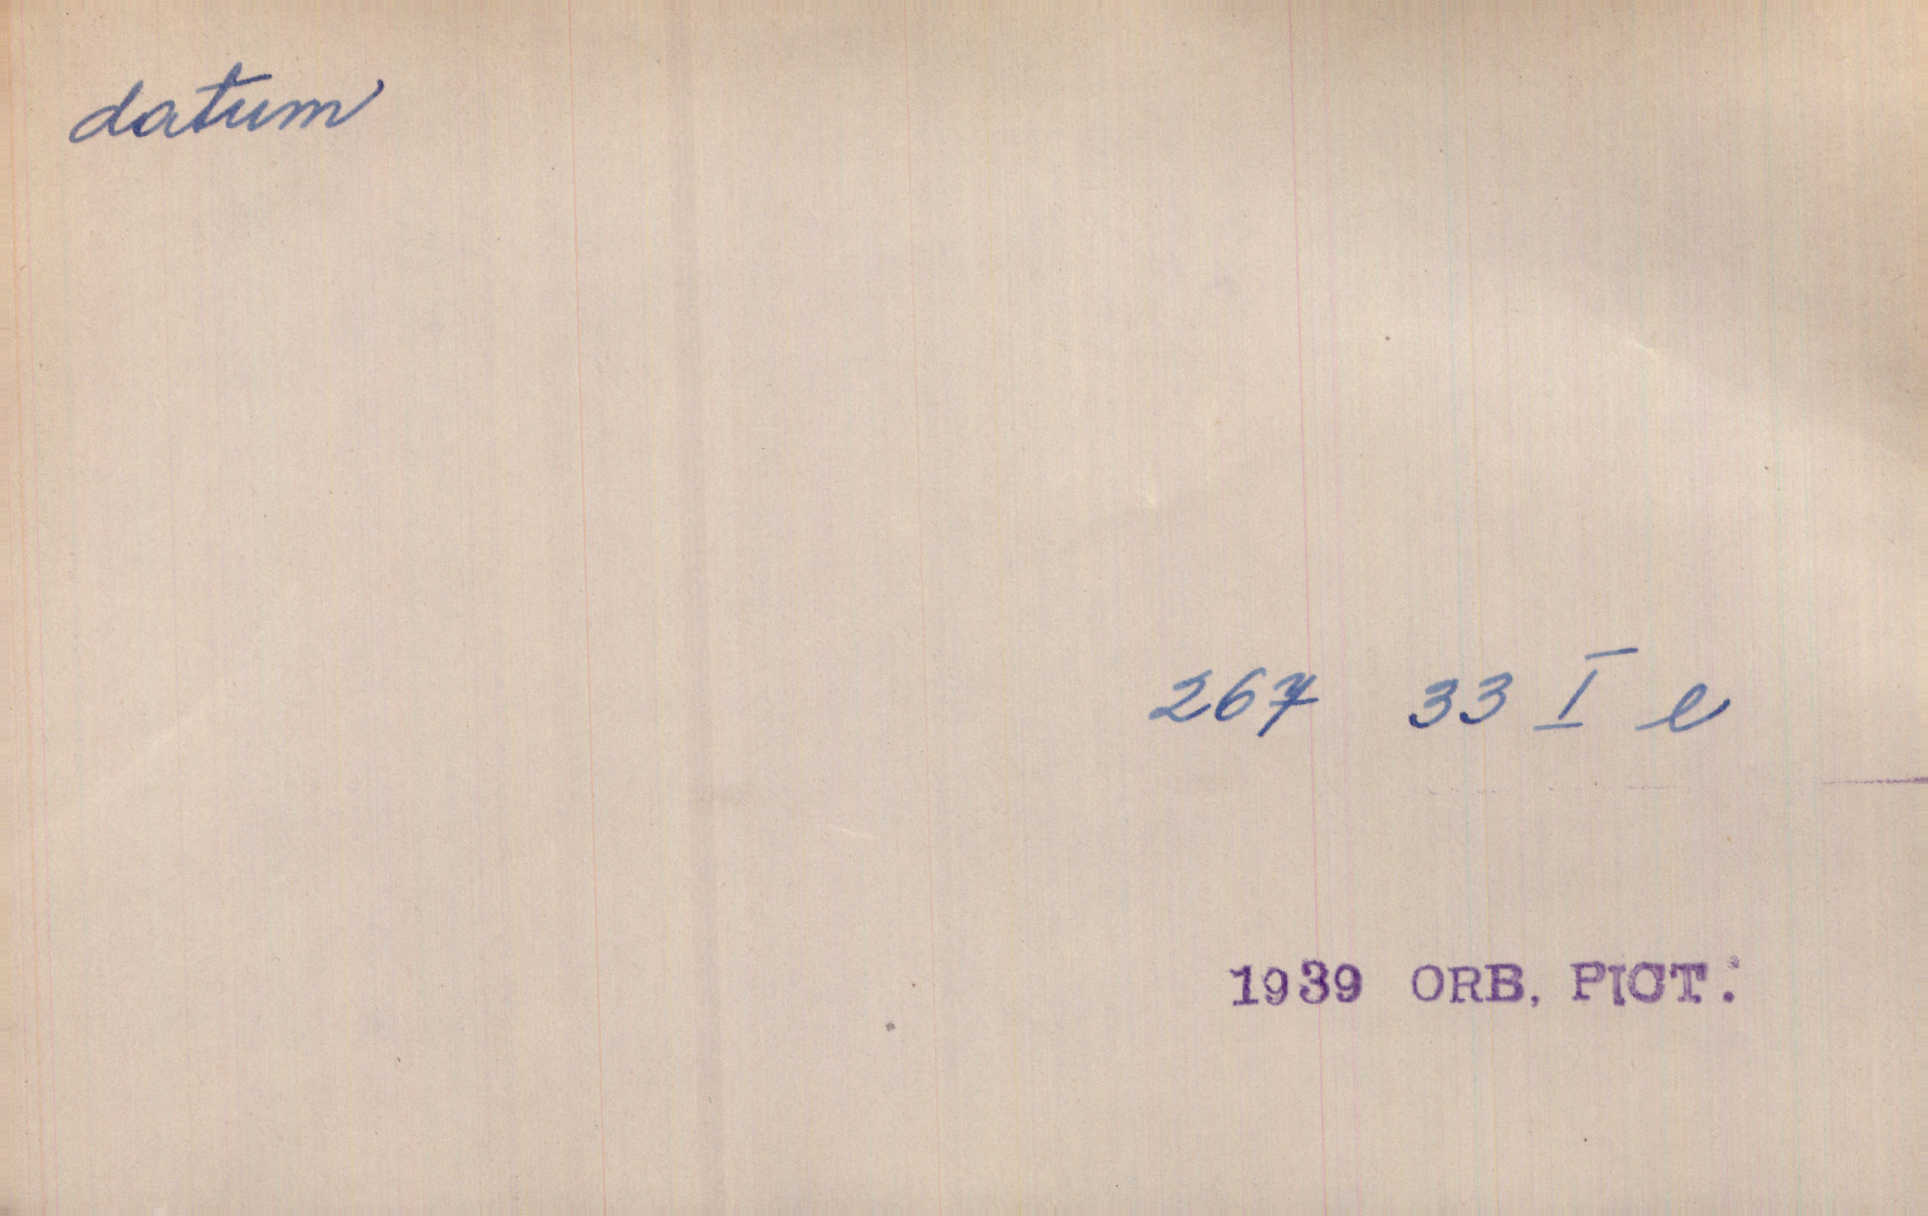 datum
267 33 I e
1939 ORB. PICT.